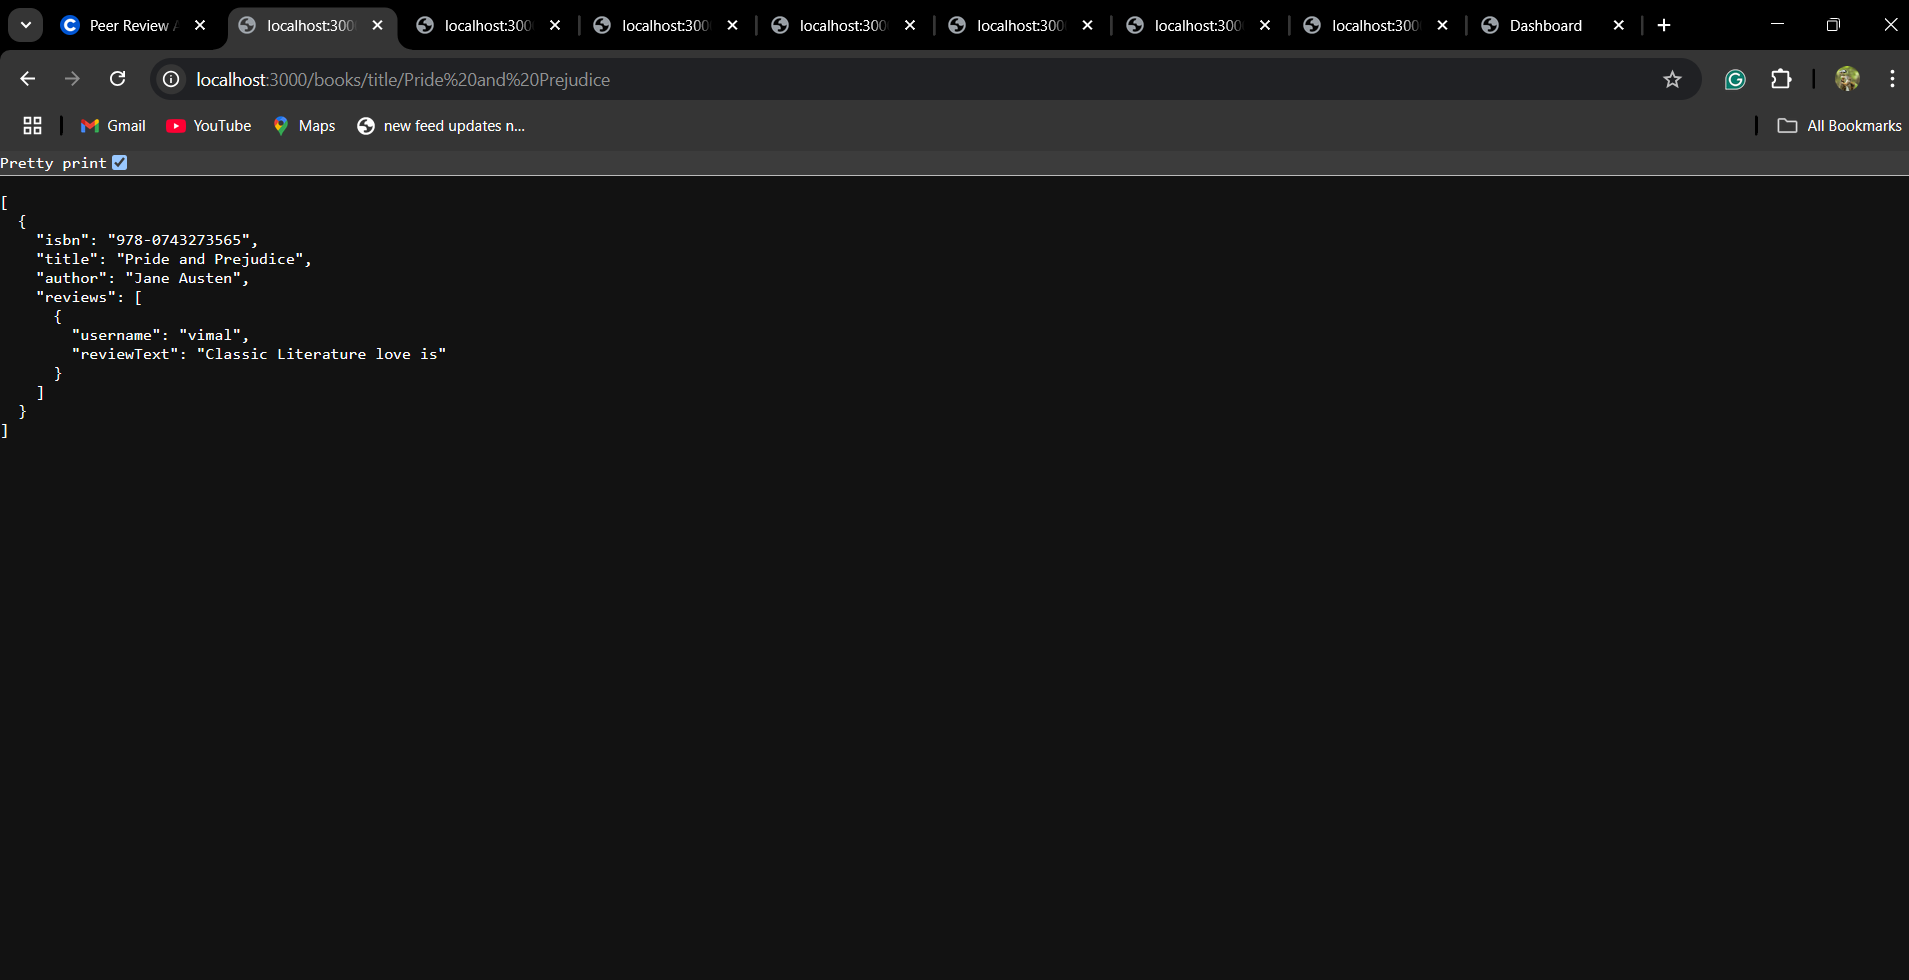 Peer Review
localhost:300
localhost:300
localhost:300
localhost:300
localhost:300
localhost:300
localhost:300
Dashboard
localhost:3000/books/title/Pride%20and%20Prejudice
Gmail
YouTube
Maps
new feed updates n...
All Bookmarks
Pretty print
[
  {
    "isbn": "978-0743273565",
    "title": "Pride and Prejudice",
    "author": "Jane Austen",
    "reviews": [
      {
        "username": "vimal",
        "reviewText": "Classic Literature love is"
      }
    ]
  }
]